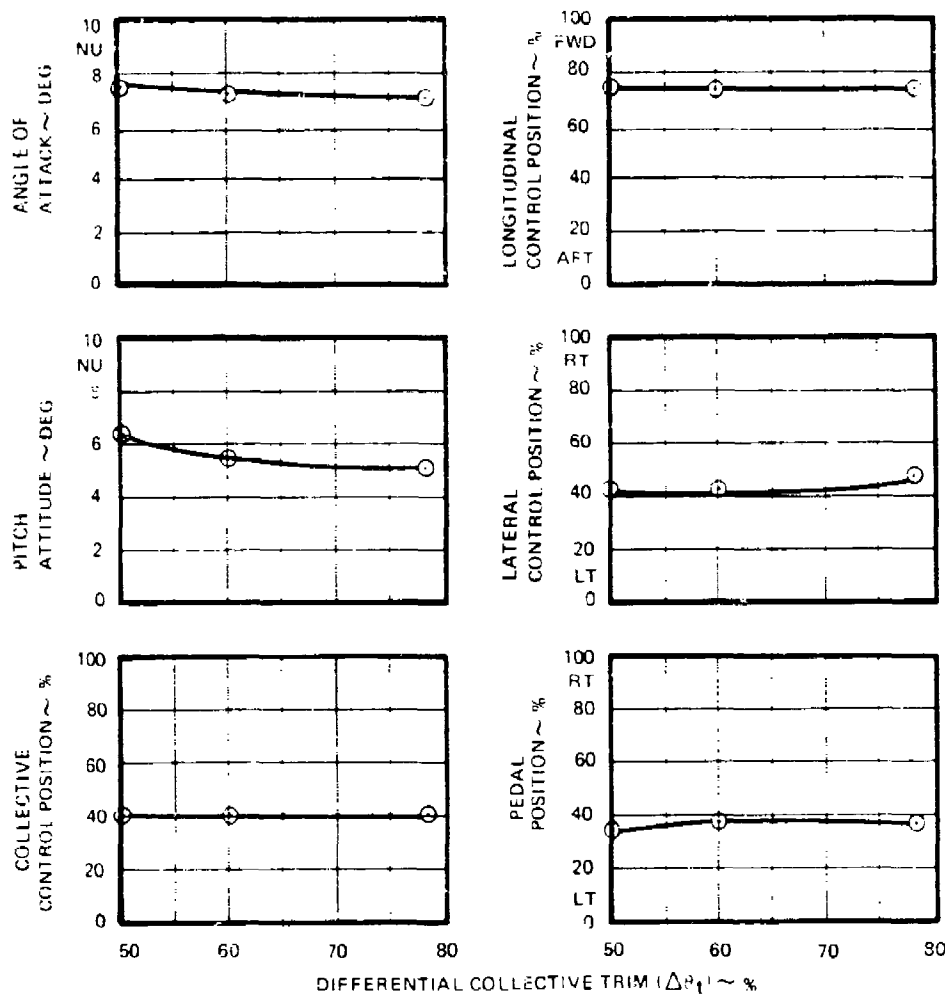 ANGLE OF
ATTACK ~ DEG
10
NU
8
6
4
2
0
LONGITUDINAL
CONTROL POSITION ~ %
100
FWD
80
60
40
20
AFT
0
PITCH
ATTITUDE ~ DEG
10
NU
6
4
2
0
LATERAL
CONTROL POSITION ~ %
100
RT
80
60
40
20
LT
0
COLLECTIVE
CONTROL POSITION ~ %
100
80
60
40
20
0
50 60 70 80
PEDAL
POSITION ~ %
100
RT
80
60
40
20
LT
0
50 60 70 80
DIFFERENTIAL COLLECTIVE TRIM (Δθt) ~ %